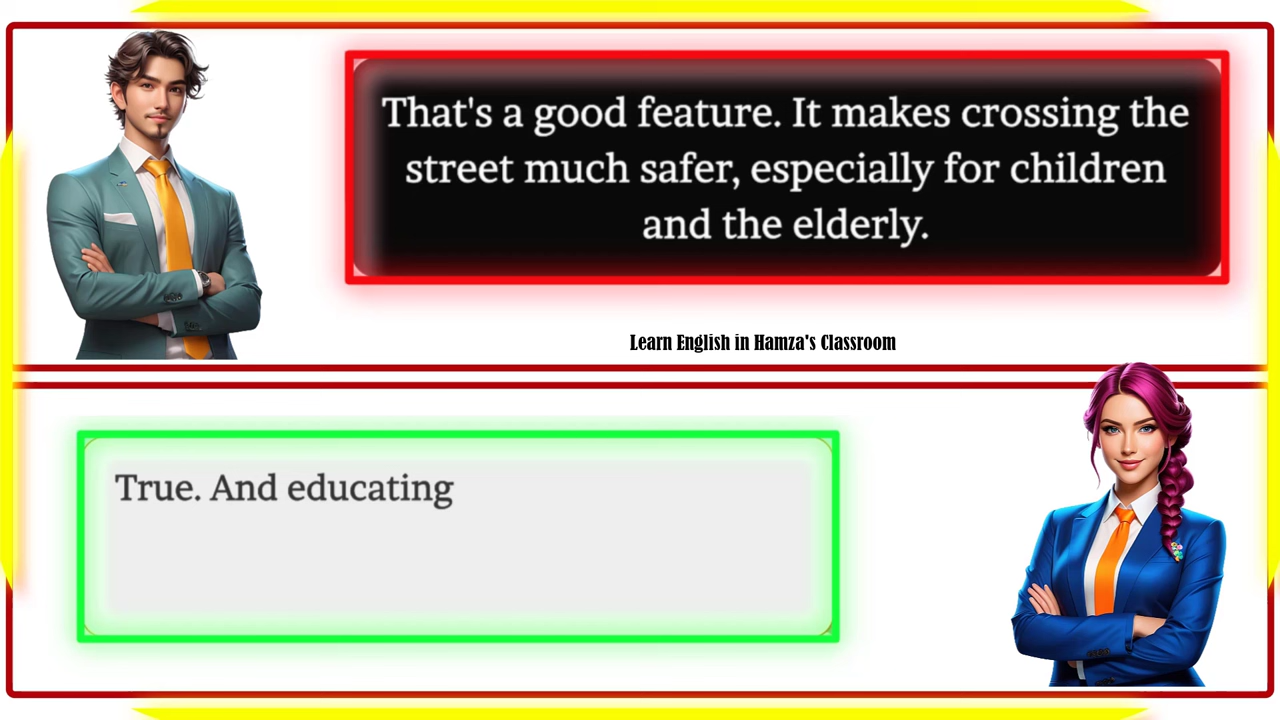 That's a good feature. It makes crossing the
street much safer, especially for children
and the elderly.
Learn English in Hamza's Classroom
True. And educating